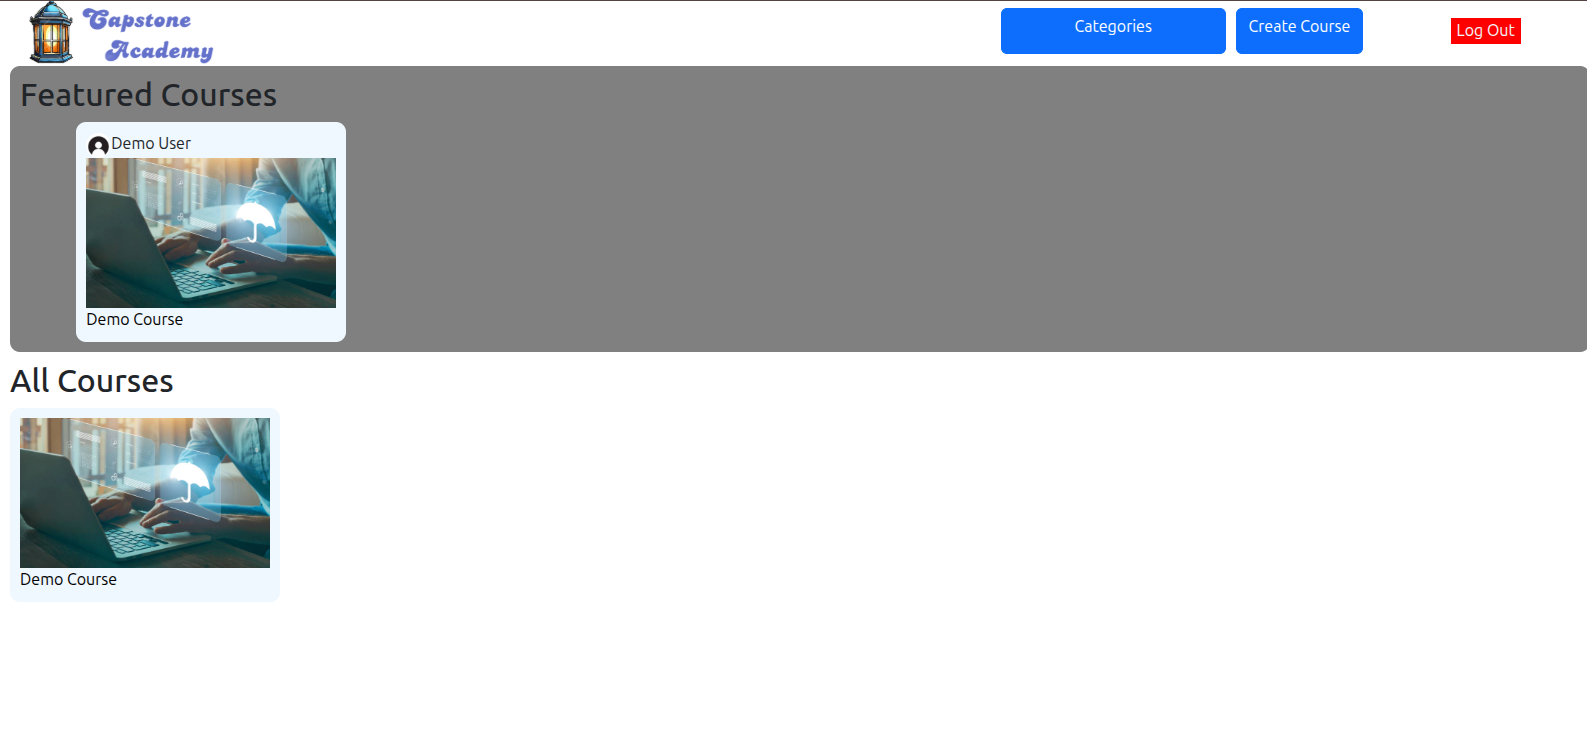 Capstone
Academy
Categories
Create Course
Log Out
Featured Courses
Demo User
Demo Course
All Courses
Demo Course